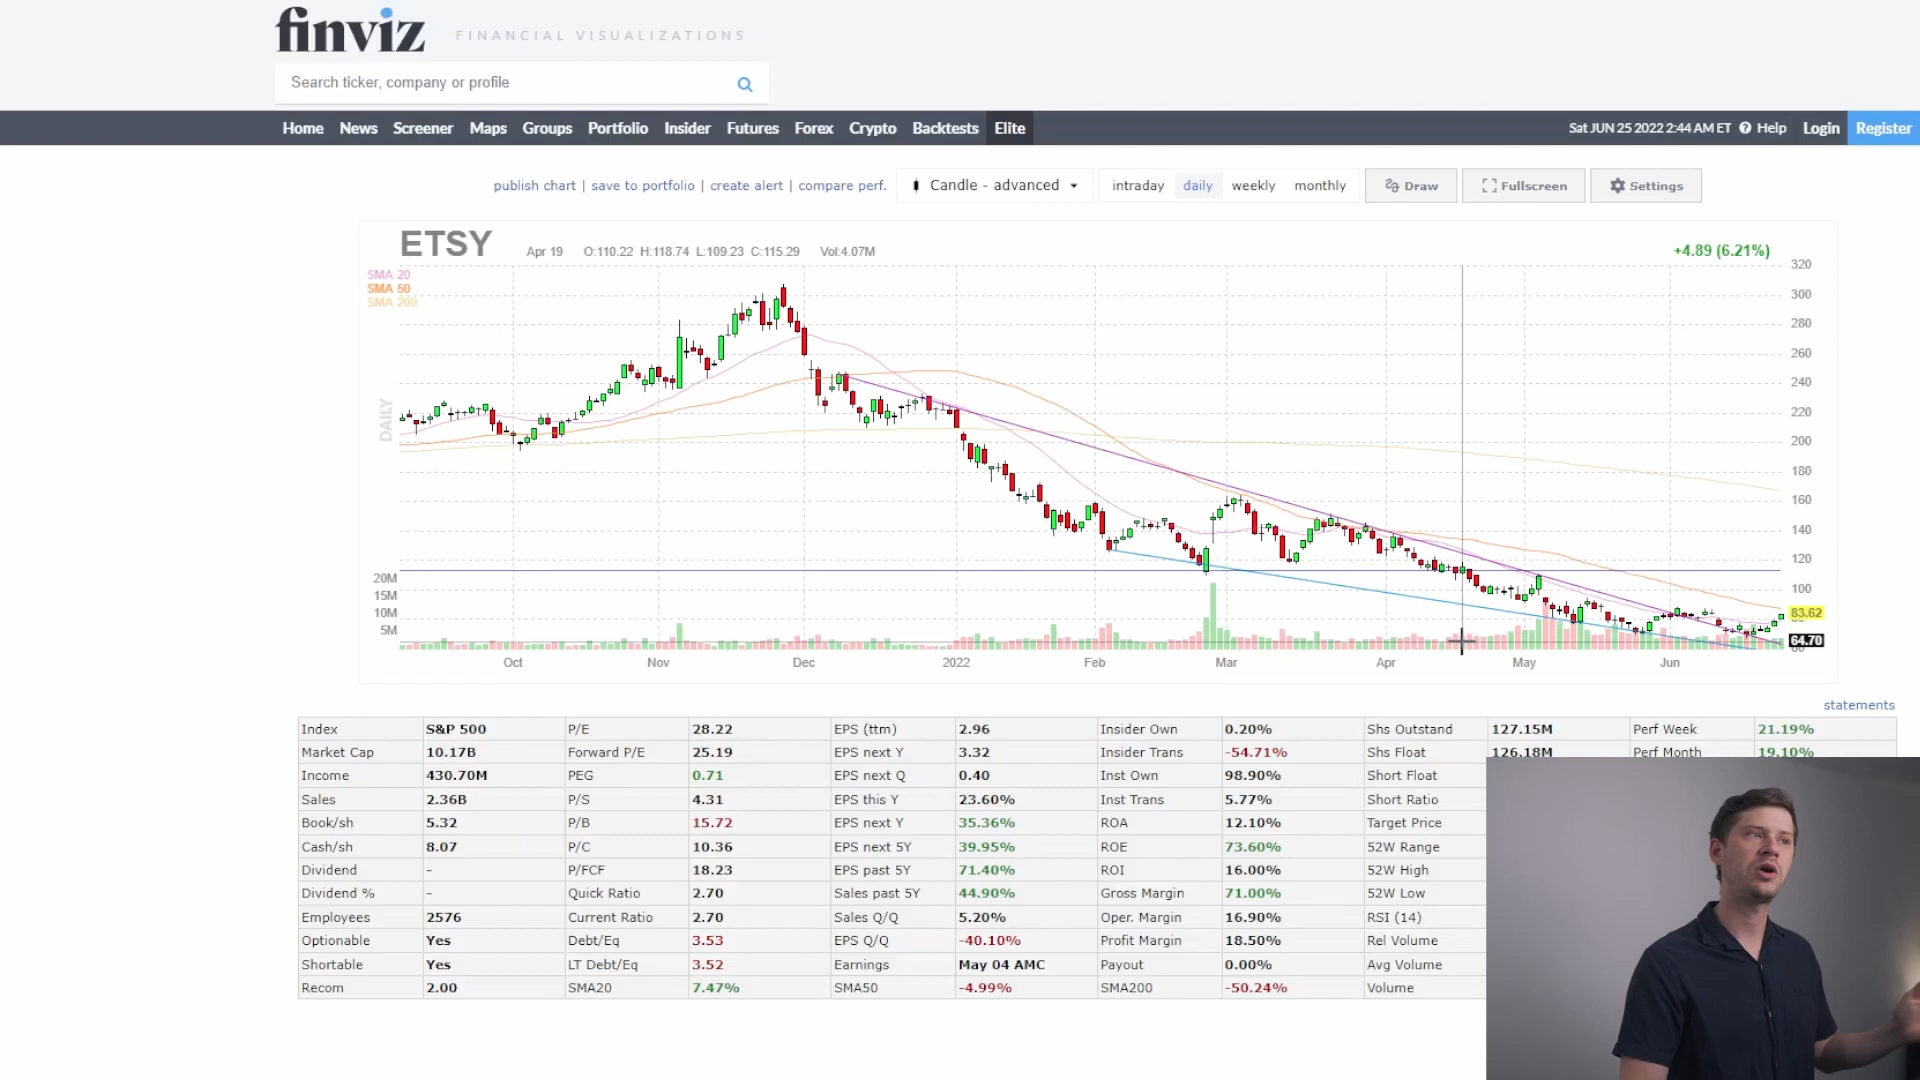 finviz FINANCIAL VISUALIZATIONS
Search ticker, company or profile
Home News Screener Maps Groups Portfolio Insider Futures Forex Crypto Backtests Elite Sat JUN 25 2022 2:44 AM ET Help Login Register
publish chart | save to portfolio | create alert | compare perf. Candle - advanced intraday daily weekly monthly Draw Fullscreen Settings
ETSY Apr 19 O:110.22 H:118.74 L:109.23 C:115.29 Vol:4.07M +4.89 (6.21%)
SMA 20
SMA 50
SMA 200
DAILY
320
300
280
260
240
220
200
180
160
140
120
100
83.62
64.70
20M
15M
10M
5M
Oct Nov Dec 2022 Feb Mar Apr May Jun
statements
Index S&P 500 P/E 28.22 EPS (ttm) 2.96 Insider Own 0.20% Shs Outstand 127.15M Perf Week 21.19%
Market Cap 10.17B Forward P/E 25.19 EPS next Y 3.32 Insider Trans -54.71% Shs Float 126.18M Perf Month 19.10%
Income 430.70M PEG 0.71 EPS next Q 0.40 Inst Own 98.90% Short Float
Sales 2.36B P/S 4.31 EPS this Y 23.60% Inst Trans 5.77% Short Ratio
Book/sh 5.32 P/B 15.72 EPS next Y 35.36% ROA 12.10% Target Price
Cash/sh 8.07 P/C 10.36 EPS next 5Y 39.95% ROE 73.60% 52W Range
Dividend - P/FCF 18.23 EPS past 5Y 71.40% ROI 16.00% 52W High
Dividend % - Quick Ratio 2.70 Sales past 5Y 44.90% Gross Margin 71.00% 52W Low
Employees 2576 Current Ratio 2.70 Sales Q/Q 5.20% Oper. Margin 16.90% RSI (14)
Optionable Yes Debt/Eq 3.53 EPS Q/Q -40.10% Profit Margin 18.50% Rel Volume
Shortable Yes LT Debt/Eq 3.52 Earnings May 04 AMC Payout 0.00% Avg Volume
Recom 2.00 SMA20 7.47% SMA50 -4.99% SMA200 -50.24% Volume